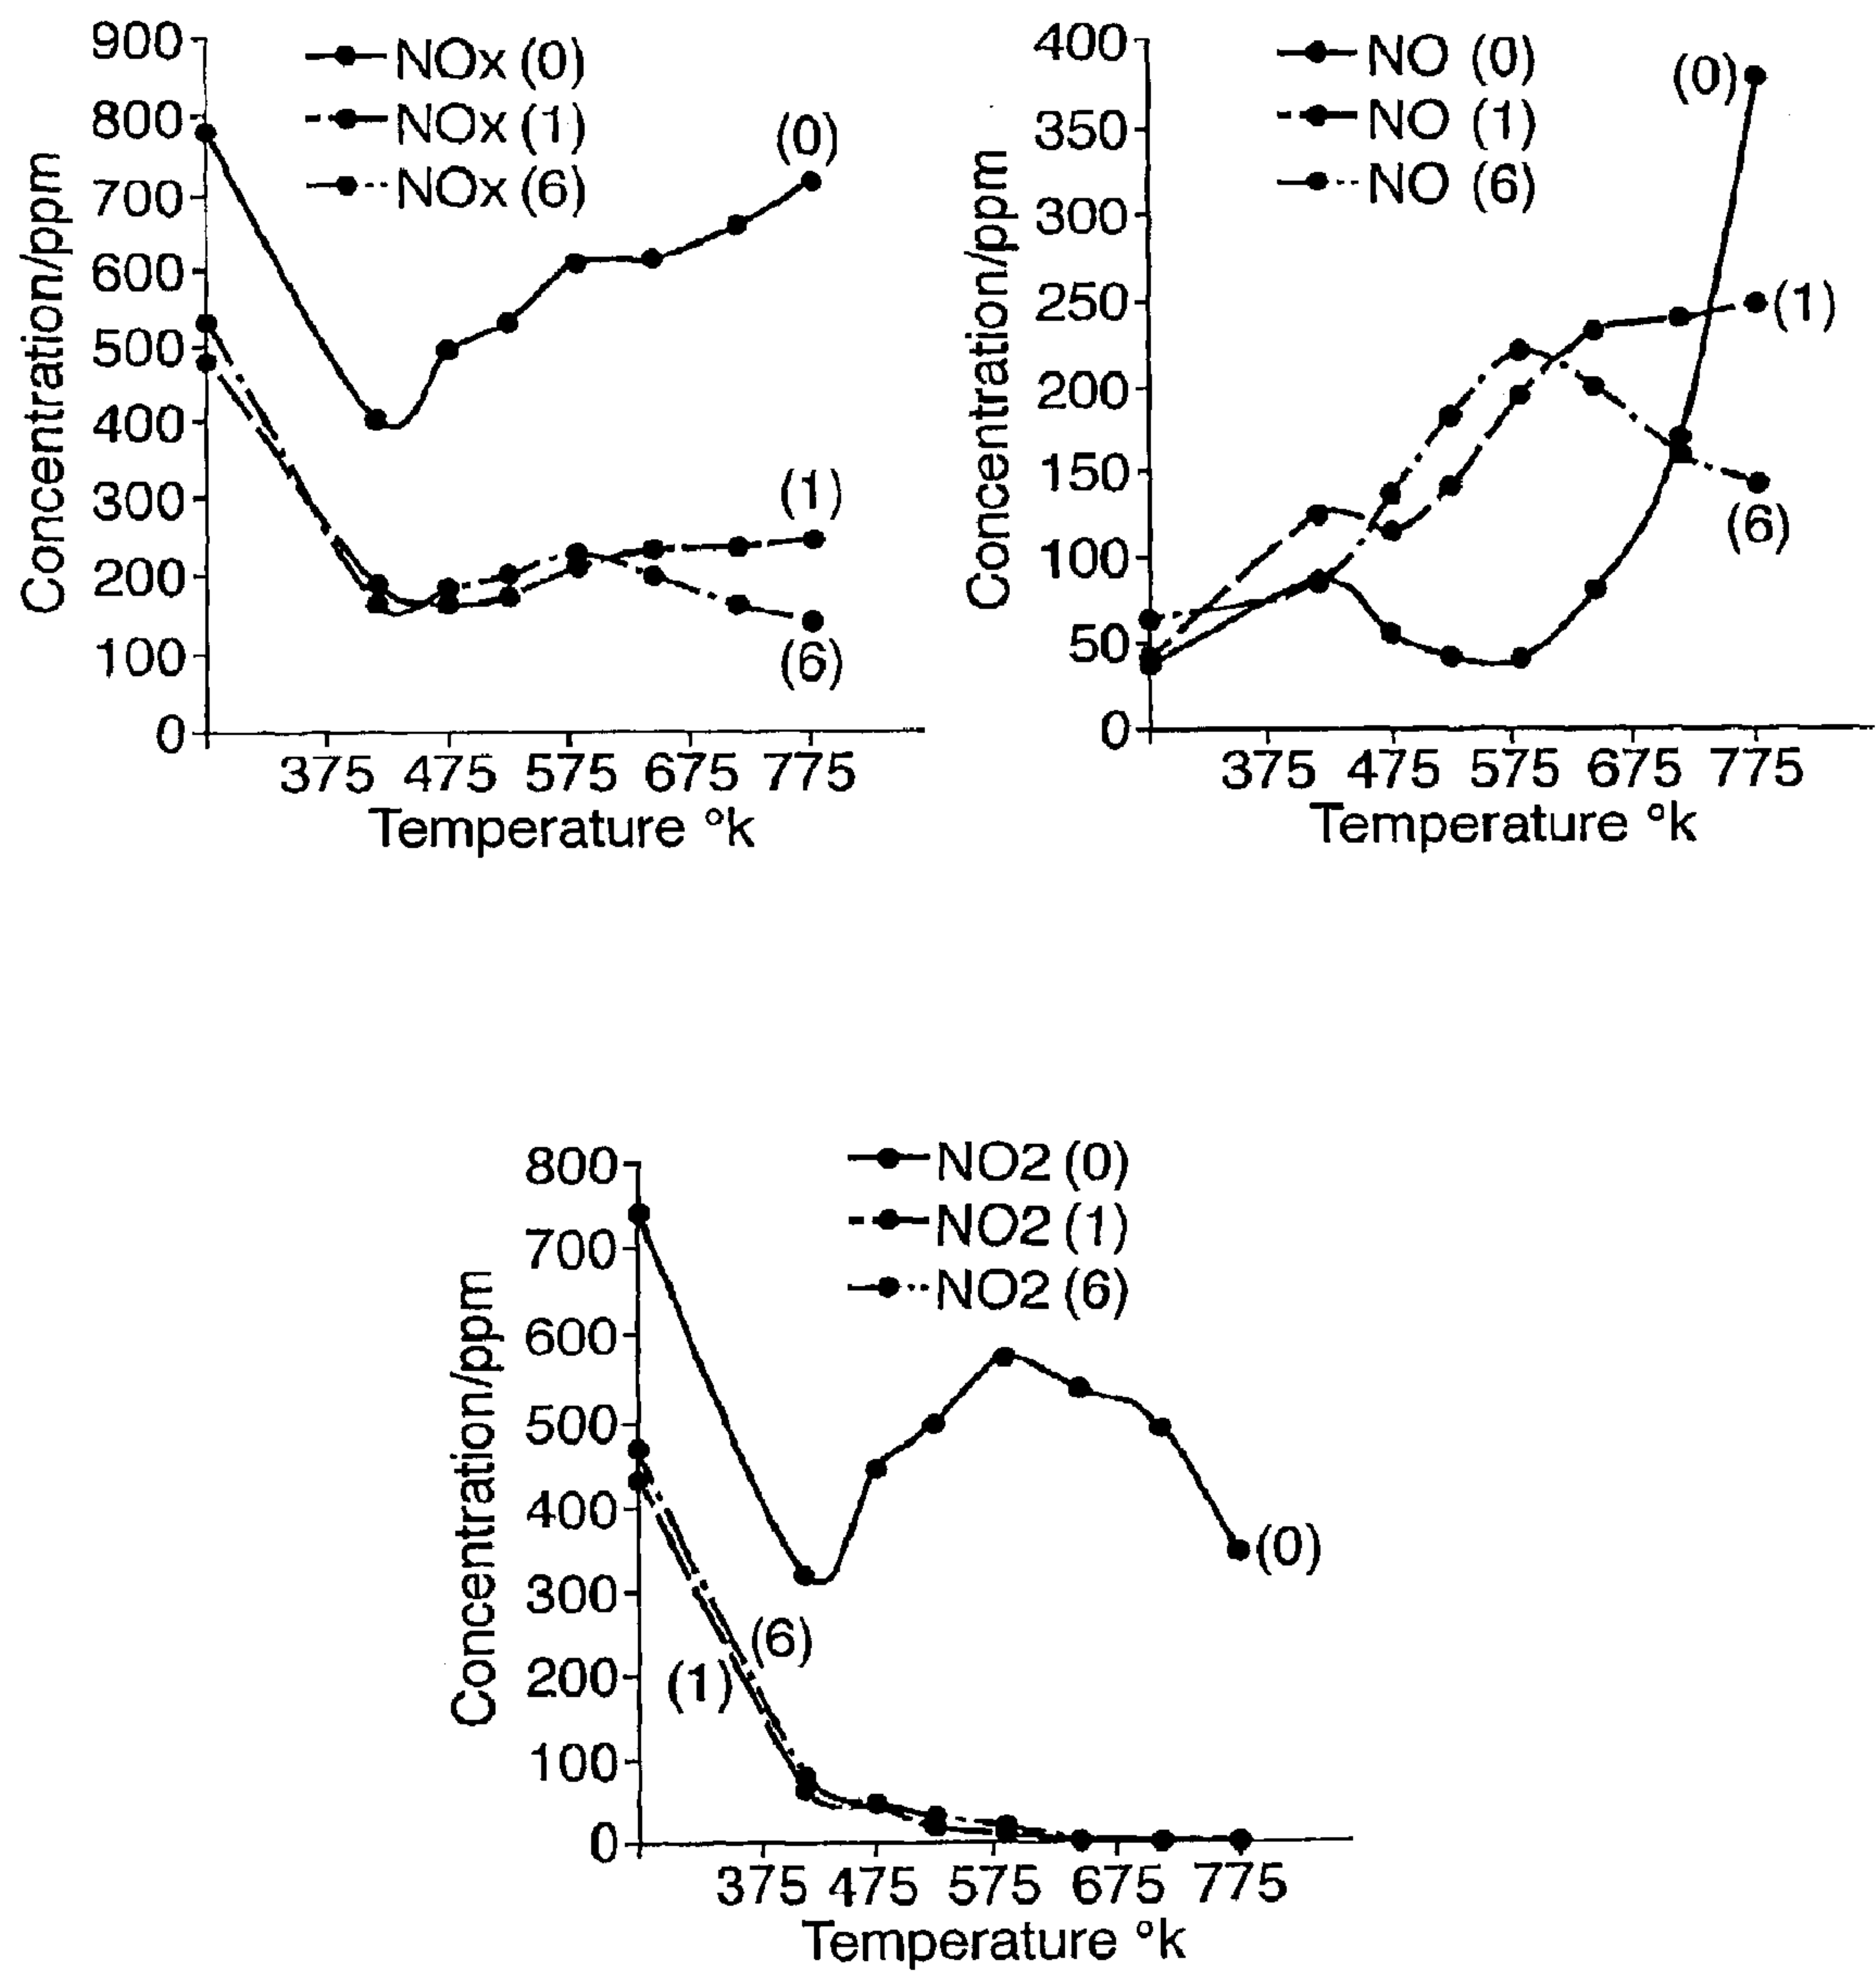 900
800
700
600
500
400
300
200
100
0
Concentration/ppm
NOx (0)
NOx (1)
NOx (6)
(0)
(1)
(6)
375 475 575 675 775
Temperature °k
400
350
300
250
200
150
100
50
0
Concentration/ppm
NO (0)
NO (1)
NO (6)
(0)
(1)
(6)
375 475 575 675 775
Temperature °k
800
700
600
500
400
300
200
100
0
Concentration/ppm
NO2 (0)
NO2 (1)
NO2 (6)
(0)
(6)
(1)
375 475 575 675 775
Temperature °k